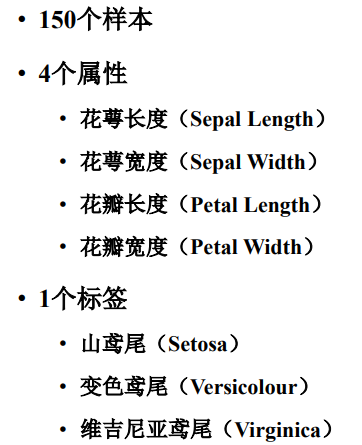 • 150个样本
• 4个属性
• 花萼长度（Sepal Length）
• 花萼宽度（Sepal Width）
• 花瓣长度（Petal Length）
• 花瓣宽度（Petal Width）
• 1个标签
• 山鸢尾（Setosa）
• 变色鸢尾（Versicolour）
• 维吉尼亚鸢尾（Virginica）